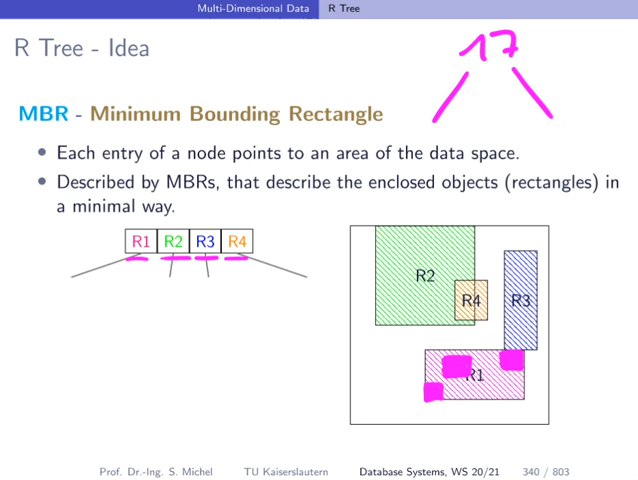 Multi-Dimensional Data R Tree
R Tree - Idea
17
MBR - Minimum Bounding Rectangle
• Each entry of a node points to an area of the data space.
• Described by MBRs, that describe the enclosed objects (rectangles) in
a minimal way.
R1 R2 R3 R4
R2
R4
R3
R1
Prof. Dr.-Ing. S. Michel TU Kaiserslautern Database Systems, WS 20/21 340 / 803